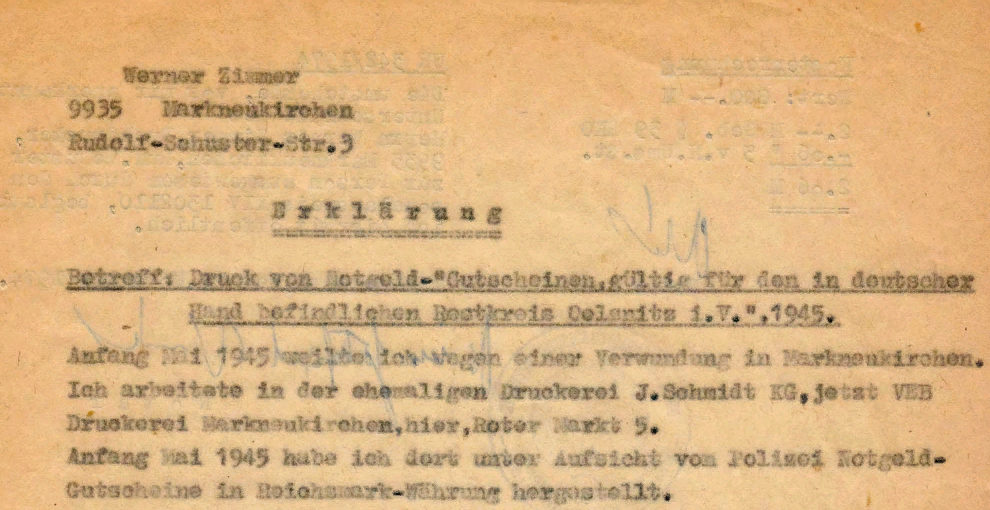 Werner Zimmer
9935 Markneukirchen
Rudolf-Schuster-Str.3
Erklärung
Betreff: Druck von Notgeld-"Gutscheinen,gültig für den in deutscher
Hand befindlichen Restkreis Oelsnitz i.V.",1945.
Anfang Mai 1945 weilte ich wegen einer Verwundung in Markneukirchen.
Ich arbeitete in der ehemaligen Druckerei J.Schmidt KG,jetzt VEB
Druckerei Markneukirchen,hier,Roter Markt 5.
Anfang Mai 1945 habe ich dort unter Aufsicht von Polizei Notgeld-
Gutscheine in Reichsmark-Währung hergestellt.